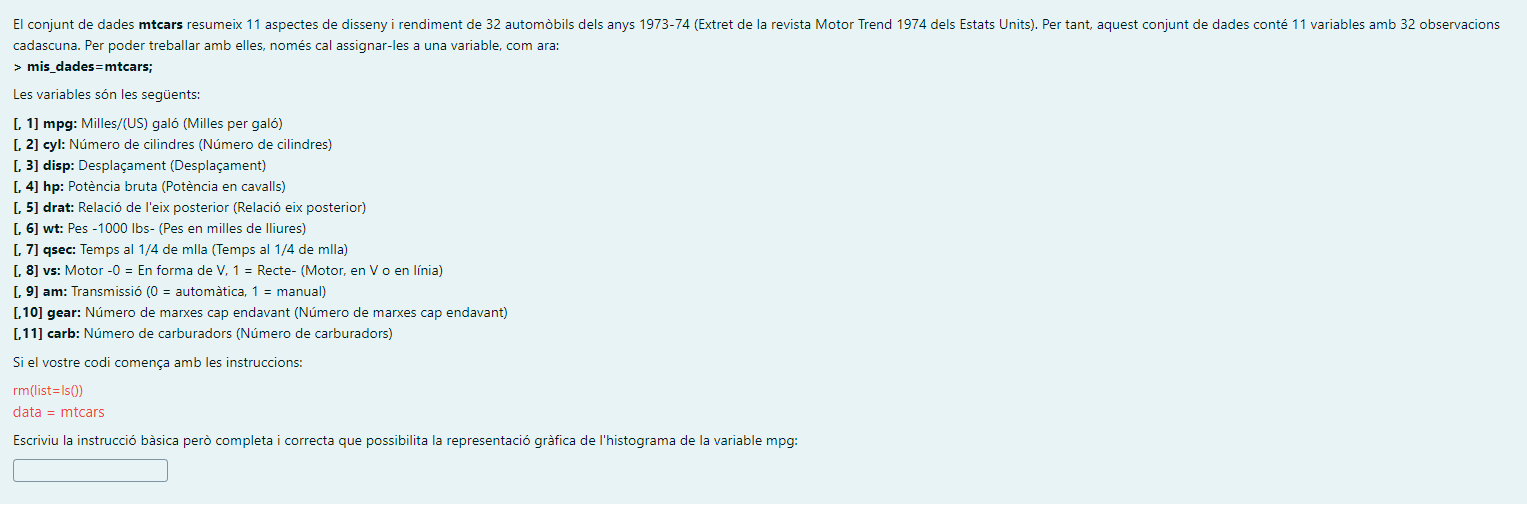 El conjunt de dades mtcars resumeix 11 aspectes de disseny i rendiment de 32 automòbils dels anys 1973-74 (Extret de la revista Motor Trend 1974 dels Estats Units). Per tant, aquest conjunt de dades conté 11 variables amb 32 observacions
cadascuna. Per poder treballar amb elles, només cal assignar-les a una variable, com ara:
> mis_dades=mtcars;
Les variables són les següents:
[, 1] mpg: Milles/(US) galó (Milles per galó)
[, 2] cyl: Número de cilindres (Número de cilindres)
[, 3] disp: Desplaçament (Desplaçament)
[, 4] hp: Potència bruta (Potència en cavalls)
[, 5] drat: Relació de l'eix posterior (Relació eix posterior)
[, 6] wt: Pes -1000 lbs- (Pes en milles de lliures)
[, 7] qsec: Temps al 1/4 de mlla (Temps al 1/4 de mlla)
[, 8] vs: Motor -0 = En forma de V, 1 = Recte- (Motor, en V o en línia)
[, 9] am: Transmissió (0 = automàtica, 1 = manual)
[,10] gear: Número de marxes cap endavant (Número de marxes cap endavant)
[,11] carb: Número de carburadors (Número de carburadors)
Si el vostre codi comença amb les instruccions:
rm(list=ls())
data = mtcars
Escriviu la instrucció bàsica però completa i correcta que possibilita la representació gràfica de l'histograma de la variable mpg: